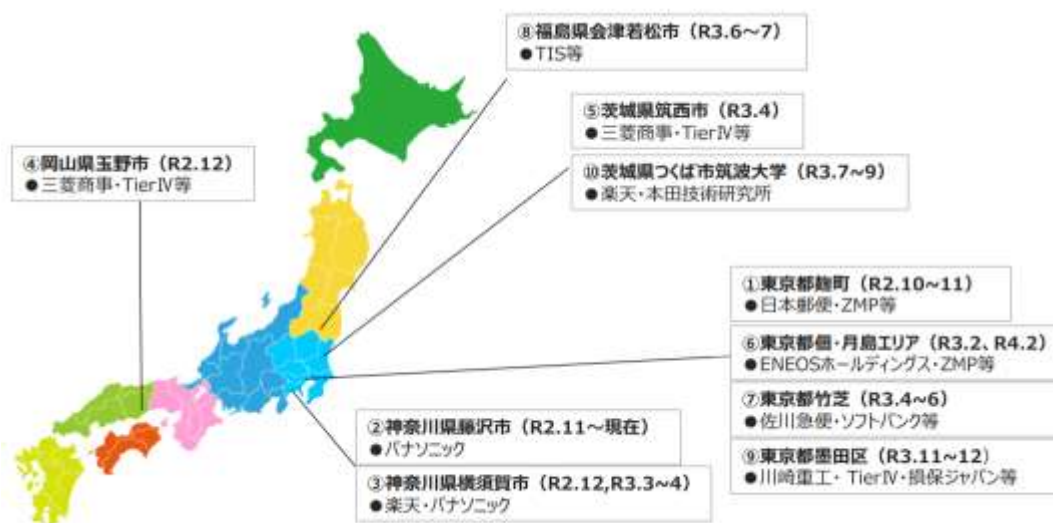 ⑧福島県会津若松市（R3.6～7）
●TIS等
⑤茨城県筑西市（R3.4）
●三菱商事・TierⅣ等
④岡山県玉野市（R2.12）
●三菱商事・TierⅣ等
⑩茨城県つくば市筑波大学（R3.7~9）
●楽天・本田技術研究所
①東京都麹町（R2.10~11）
●日本郵便・ZMP等
⑥東京都佃・月島エリア（R3.2、R4.2）
●ENEOSホールディングス・ZMP等
⑦東京都竹芝（R3.4~6）
●佐川急便・ソフトバンク等
②神奈川県藤沢市（R2.11～現在）
●パナソニック
⑨東京都墨田区（R3.11~12）
●川崎重工・TierⅣ・損保ジャパン等
③神奈川県横須賀市（R2.12,R3.3~4）
●楽天・パナソニック